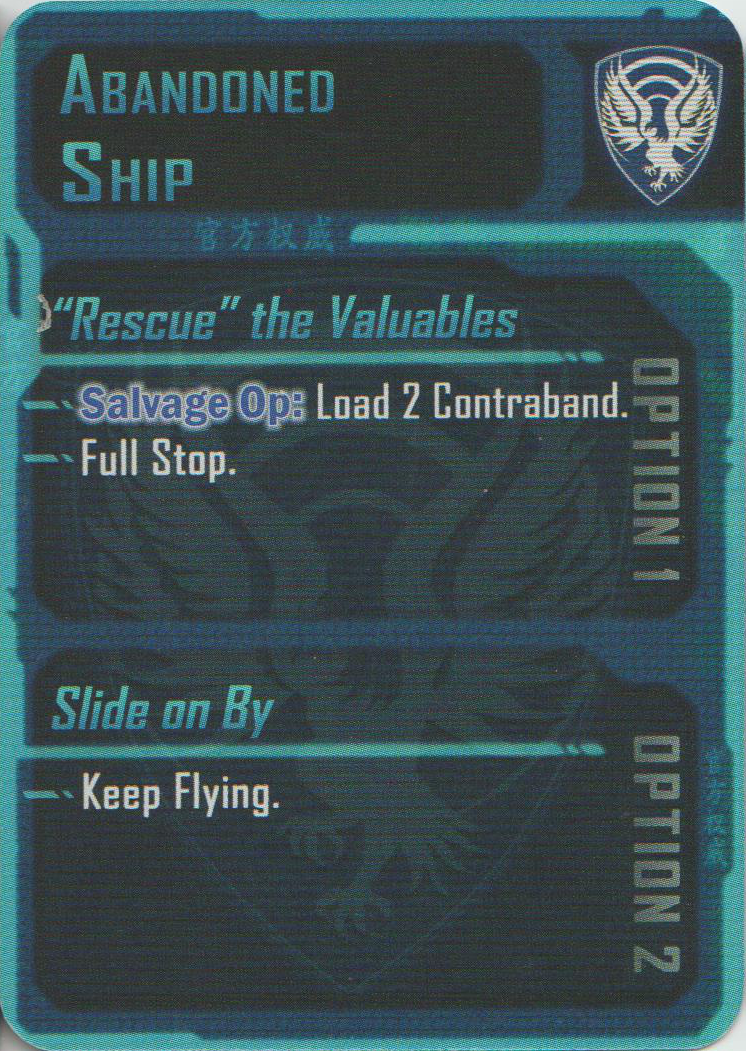 ABANDONED
SHIP
官方权威
“Rescue” the Valuables
Salvage Op: Load 2 Contraband.
Full Stop.
OPTION 1
Slide on By
Keep Flying.
OPTION 2